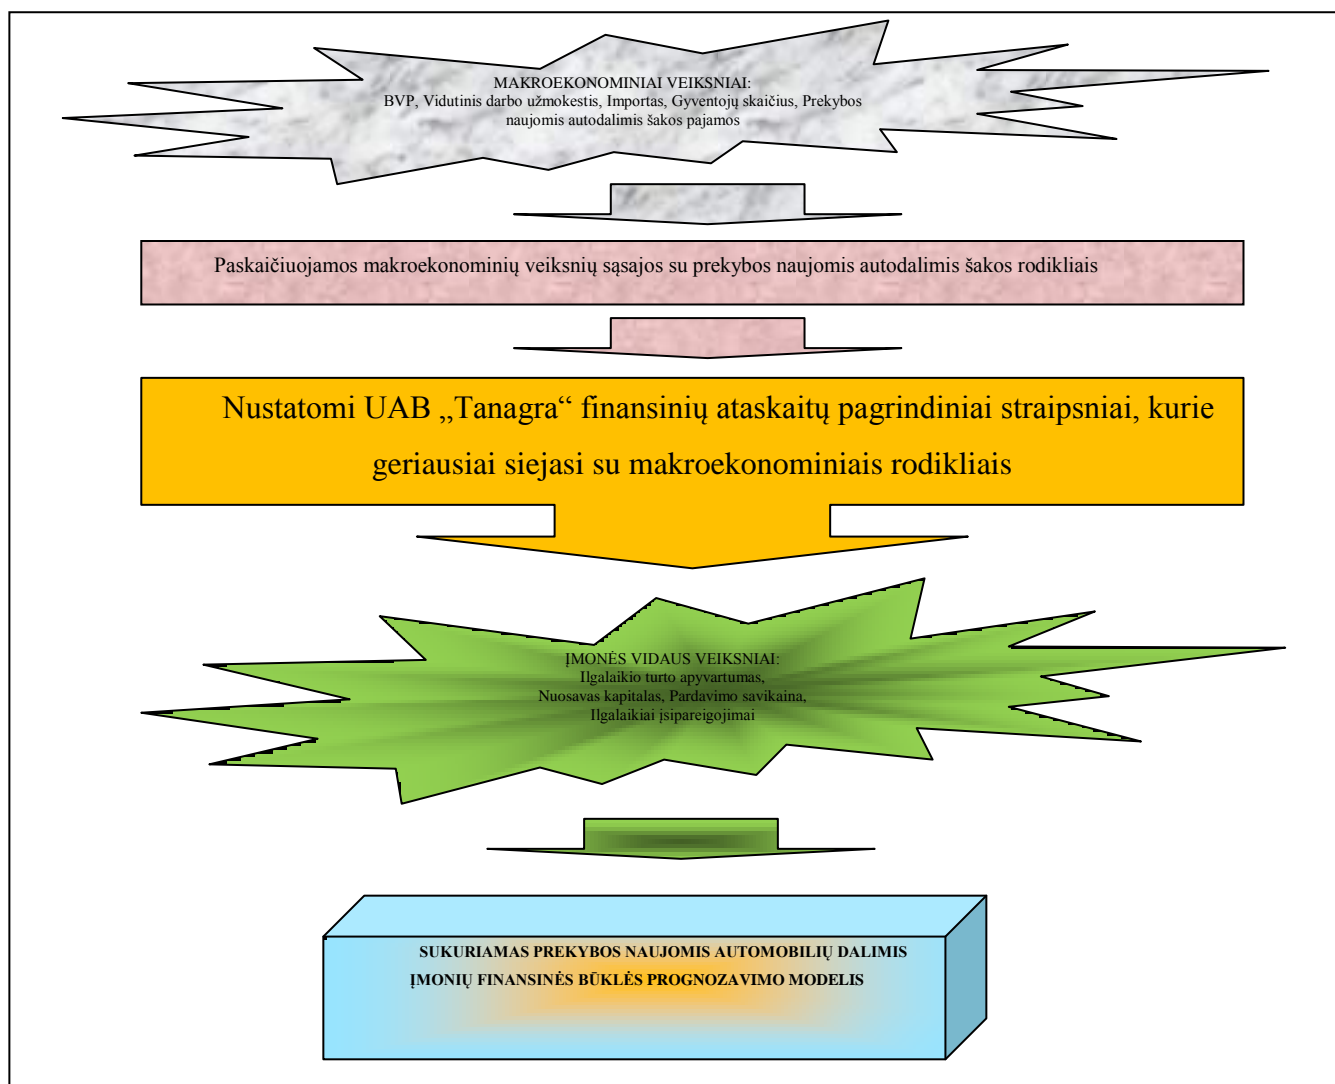 MAKROEKONOMINIAI VEIKSNIAI:
BVP, Vidutinis darbo užmokestis, Importas, Gyventojų skaičius, Prekybos
naujomis autodalimis šakos pajamos
Paskaičiuojamos makroekonominių veiksnių sąsajos su prekybos naujomis autodalimis šakos rodikliais
Nustatomi UAB „Tanagra“ finansinių ataskaitų pagrindiniai straipsniai, kurie
geriausiai siejasi su makroekonominiais rodikliais
ĮMONĖS VIDAUS VEIKSNIAI:
Ilgalaikio turto apyvartumas,
Nuosavas kapitalas, Pardavimo savikaina,
Ilgalaikiai įsipareigojimai
SUKURIAMAS PREKYBOS NAUJOMIS AUTOMOBILIŲ DALIMIS
ĮMONIŲ FINANSINĖS BŪKLĖS PROGNOZAVIMO MODELIS